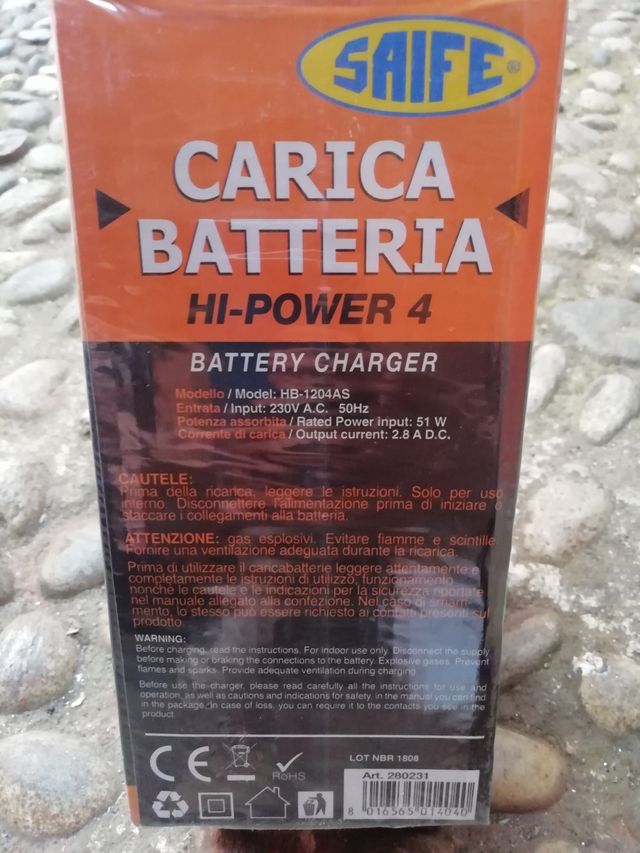 SAIFE®
CARICA
BATTERIA
HI-POWER 4
BATTERY CHARGER
Modello / Model: HB-1204AS
Entrata / Input: 230V A.C. 50Hz
Potenza assorbita / Rated Power input: 51 W
Corrente di carica / Output current: 2.8 A D.C.
CAUTELE:
Prima della ricarica, leggere le istruzioni. Solo per uso
interno. Disconnettere l'alimentazione prima di iniziare o
staccare i collegamenti alla batteria.
ATTENZIONE: gas esplosivi. Evitare fiamme e scintille.
Fornire una ventilazione adeguata durante la ricarica.
Prima di utilizzare il caricabatterie leggere attentamente e
completamente le istruzioni di utilizzo, funzionamento
nonche le cautele e le indicazioni per la sicurezza riportate
nel manuale allegato alla confezione. Nel caso di smarri-
mento, lo stesso può essere richiesto ai contatti presenti sul
prodotto.
WARNING:
Before charging, read the instructions. For indoor use only. Disconnect the supply
before making or braking the connections to the battery. Explosive gases. Prevent
flames and sparks. Provide adequate ventilation during charging.
Before use the charger, please read carefully all the instructions for use and
operation, as well as cautions and indications for safety, in the manual you can find
in the package. In case of loss, you can require it to the contacts you see in the
product.
CE
RoHS
LOT NBR 1808
Art. 280231
8 016565 014040